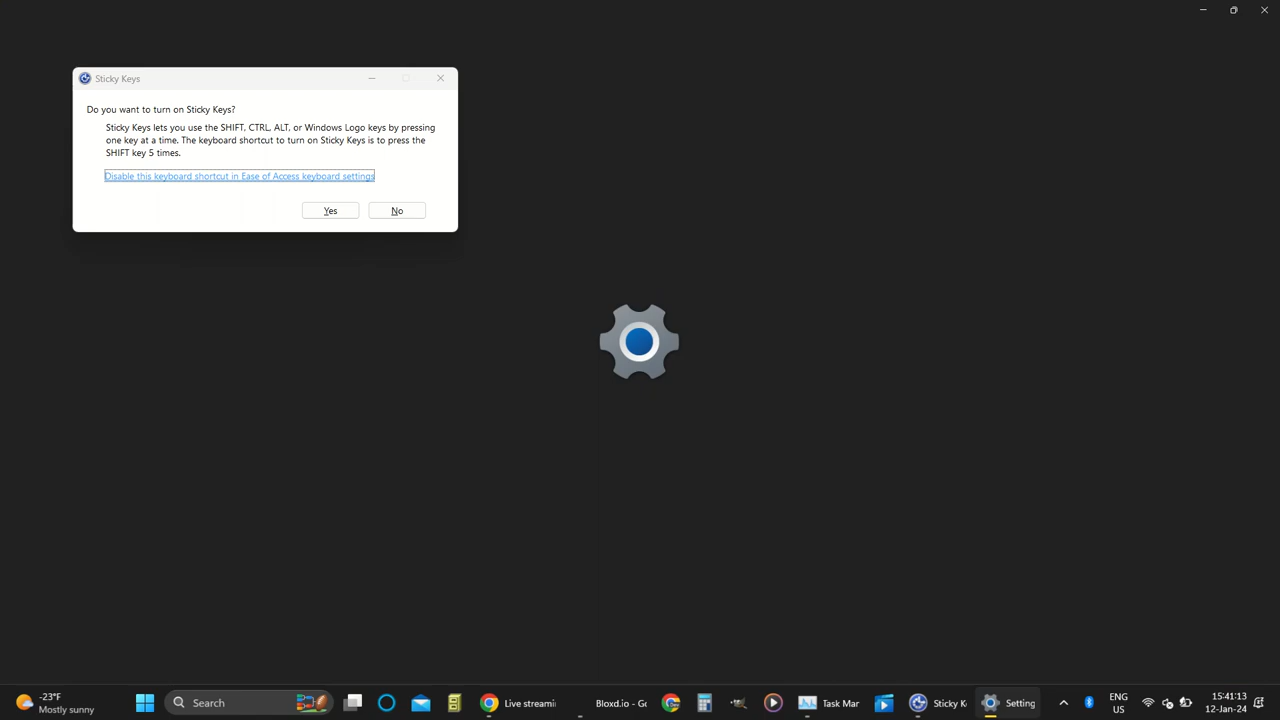 Sticky Keys
Do you want to turn on Sticky Keys?
Sticky Keys lets you use the SHIFT, CTRL, ALT, or Windows Logo keys by pressing
one key at a time. The keyboard shortcut to turn on Sticky Keys is to press the
SHIFT key 5 times.
Disable this keyboard shortcut in Ease of Access keyboard settings
Yes No
-23°F
Mostly sunny
Search
Live streami
Bloxd.io - Go
Task Mar
Sticky K
Setting
ENG
US
15:41:13
12-Jan-24